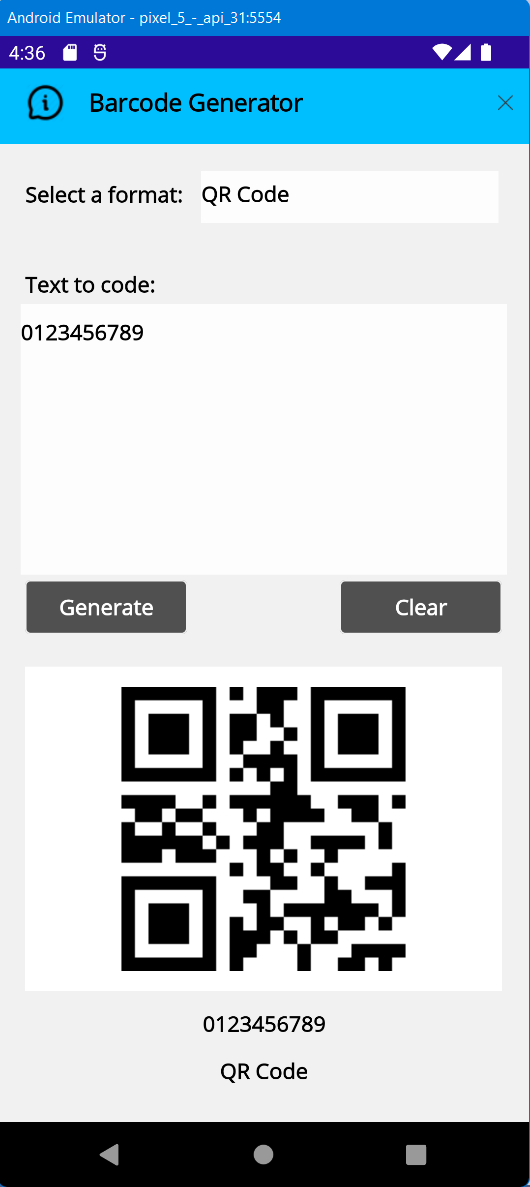 Android Emulator - pixel_5_-_api_31:5554
4:36
Barcode Generator
Select a format: QR Code
Text to code:
0123456789
Generate Clear
0123456789
QR Code